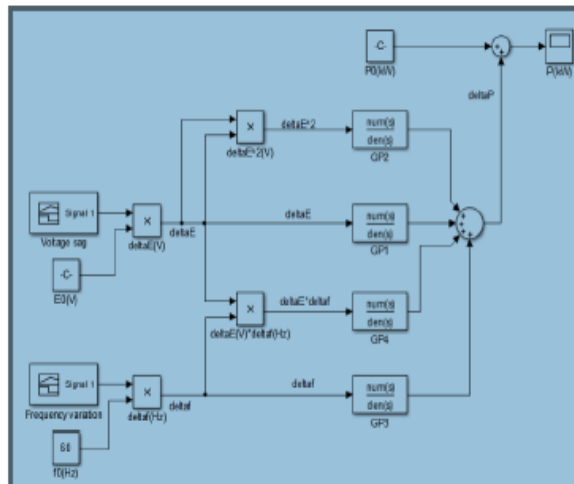 -C-
P0(kW)
P(kW)
deltaP
deltaE^2
num(s)
den(s)
GP2
deltaE^2(V)
Signal 1
Voltage sag
deltaE(V)
deltaE
deltaE
num(s)
den(s)
GP1
-C-
E0(V)
deltaE*deltaf
num(s)
den(s)
GP4
deltaE(V)*deltaf(Hz)
Signal 1
Frequency variation
deltaf(Hz)
deltaf
deltaf
num(s)
den(s)
GP3
60
f0(Hz)